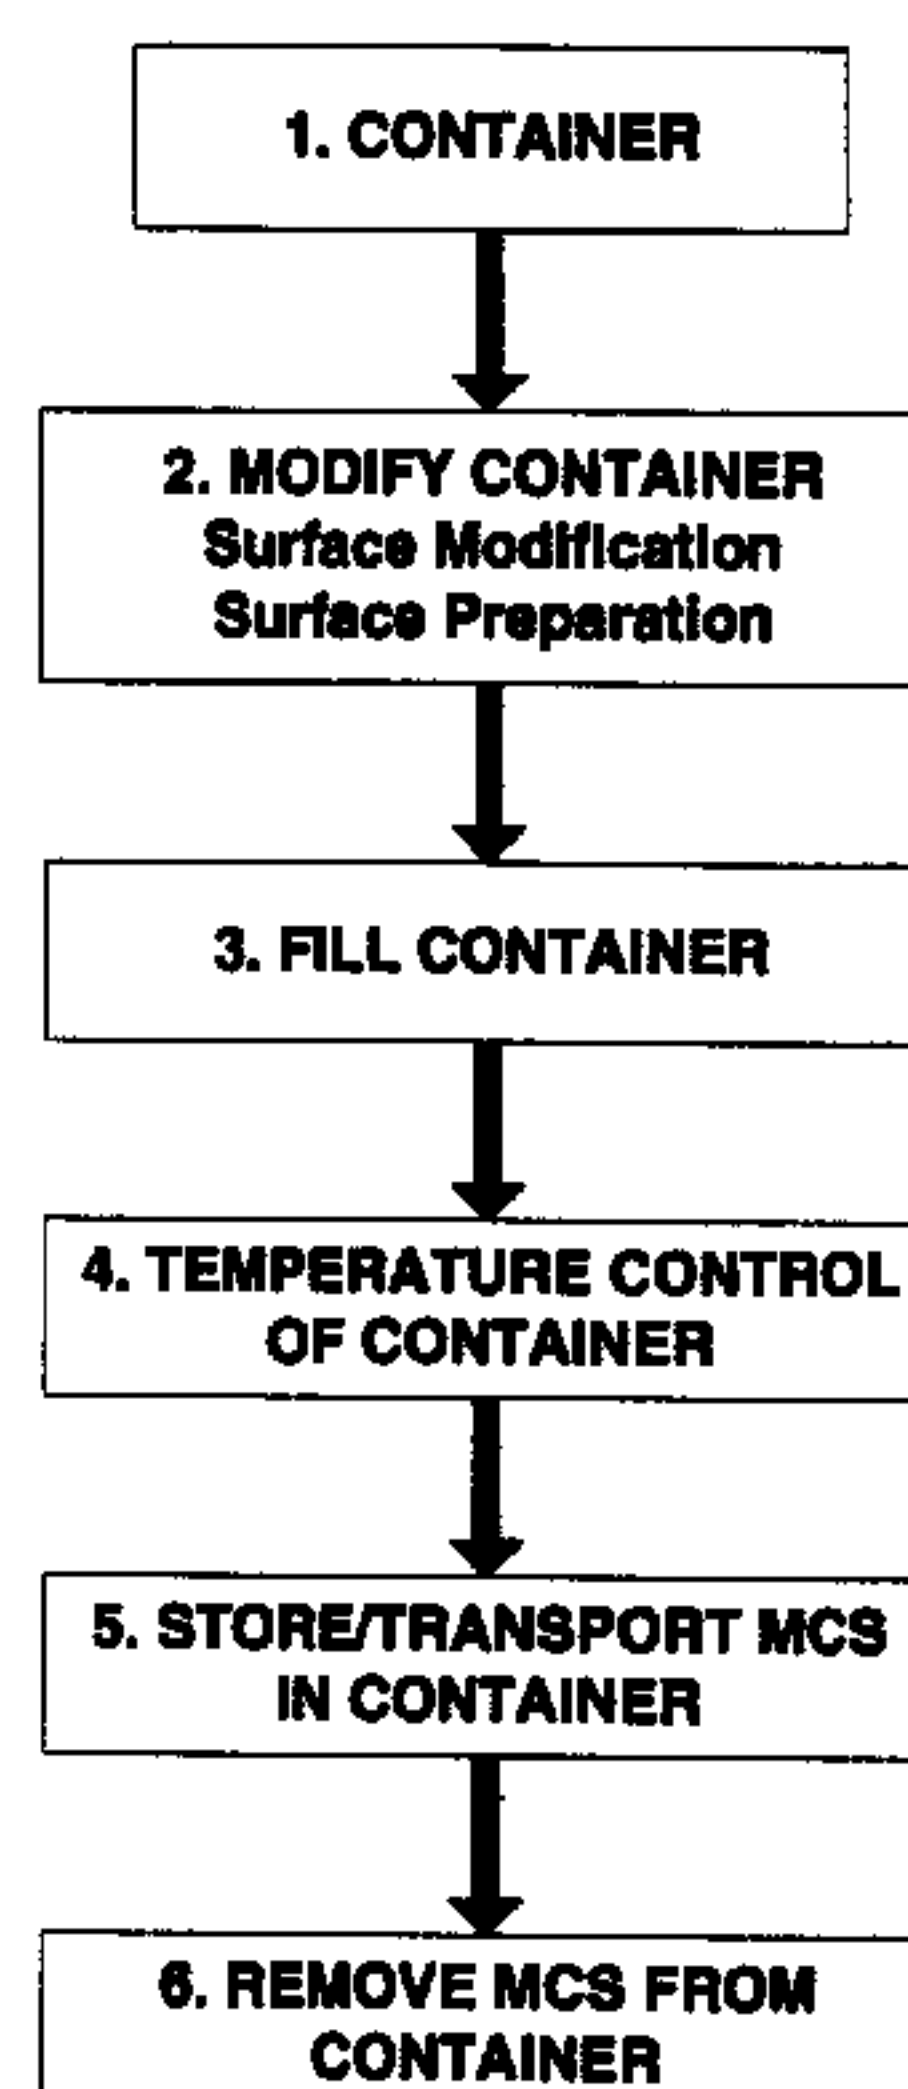 1. CONTAINER
2. MODIFY CONTAINER
Surface Modification
Surface Preparation
3. FILL CONTAINER
4. TEMPERATURE CONTROL
OF CONTAINER
5. STORE/TRANSPORT MCS
IN CONTAINER
6. REMOVE MCS FROM
CONTAINER